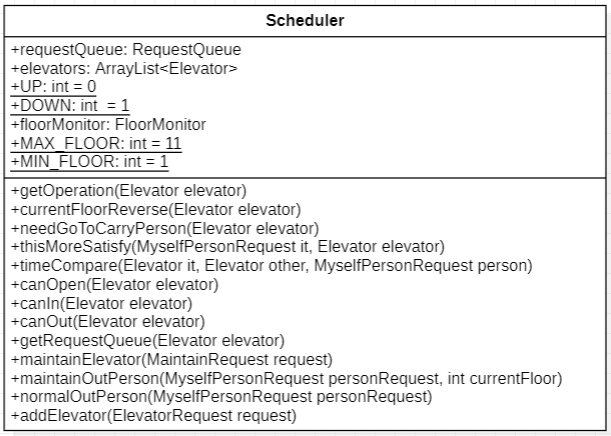 Scheduler
+requestQueue: RequestQueue
+elevators: ArrayList<Elevator>
+UP: int = 0
+DOWN: int = 1
+floorMonitor: FloorMonitor
+MAX_FLOOR: int = 11
+MIN_FLOOR: int = 1
+getOperation(Elevator elevator)
+currentFloorReverse(Elevator elevator)
+needGoToCarryPerson(Elevator elevator)
+thisMoreSatisfy(MyselfPersonRequest it, Elevator elevator)
+timeCompare(Elevator it, Elevator other, MyselfPersonRequest person)
+canOpen(Elevator elevator)
+canIn(Elevator elevator)
+canOut(Elevator elevator)
+getRequestQueue(Elevator elevator)
+maintainElevator(MaintainRequest request)
+maintainOutPerson(MyselfPersonRequest personRequest, int currentFloor)
+normalOutPerson(MyselfPersonRequest personRequest)
+addElevator(ElevatorRequest request)